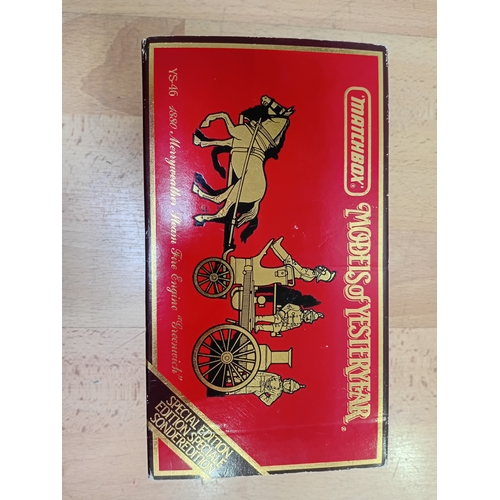 MATCHBOX®
MODELS of YESTERYEAR®
YS-46 1880, Merryweather Steam Fire Engine "Greenwich"
SPECIAL EDITION
EDITION SPECIALE
SONDEREDITION